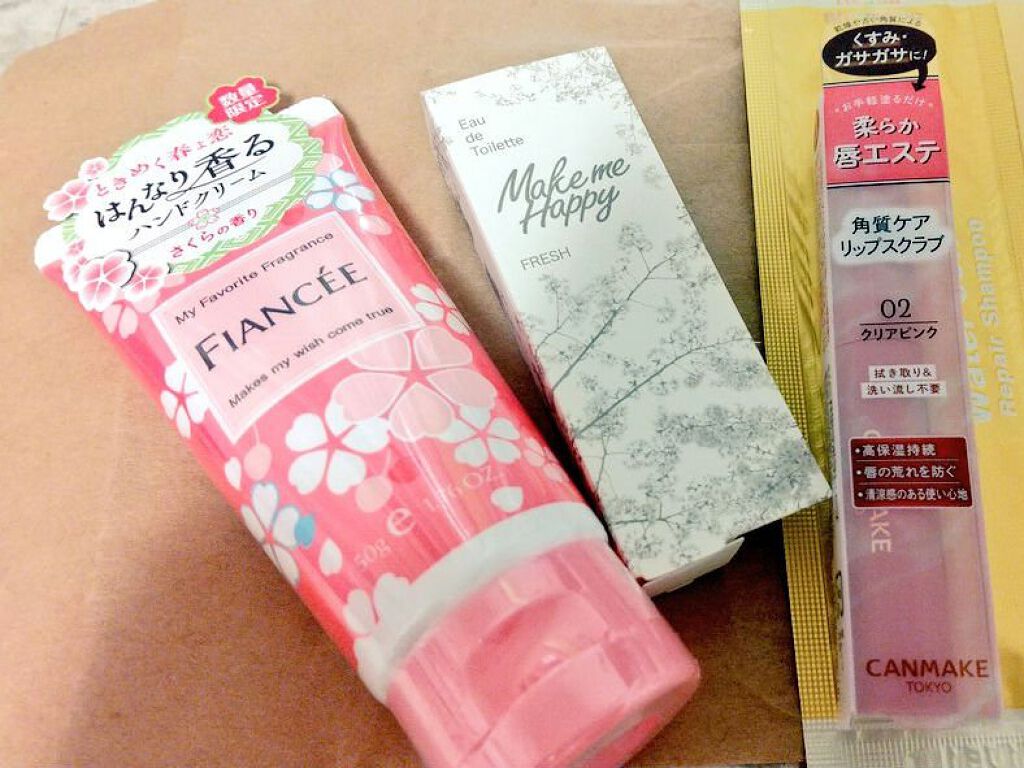 数量
限定
ときめく春よ恋
はんなり香る
ハンドクリーム
さくらの香り
My Favorite Fragrance
FIANCÉE
Makes my wish come true
50g e
Eau
de
Toilette
Make me
Happy
FRESH
くすみ・
ガサガサに!
"お手軽塗るだけ"
柔らか
唇エステ
角質ケア
リップスクラブ
02
クリアピンク
拭き取り&
洗い流し不要
・高保湿持続
・唇の荒れを防ぐ
・清涼感のある使い心地
CANMAKE
TOKYO
Repair Shampoo